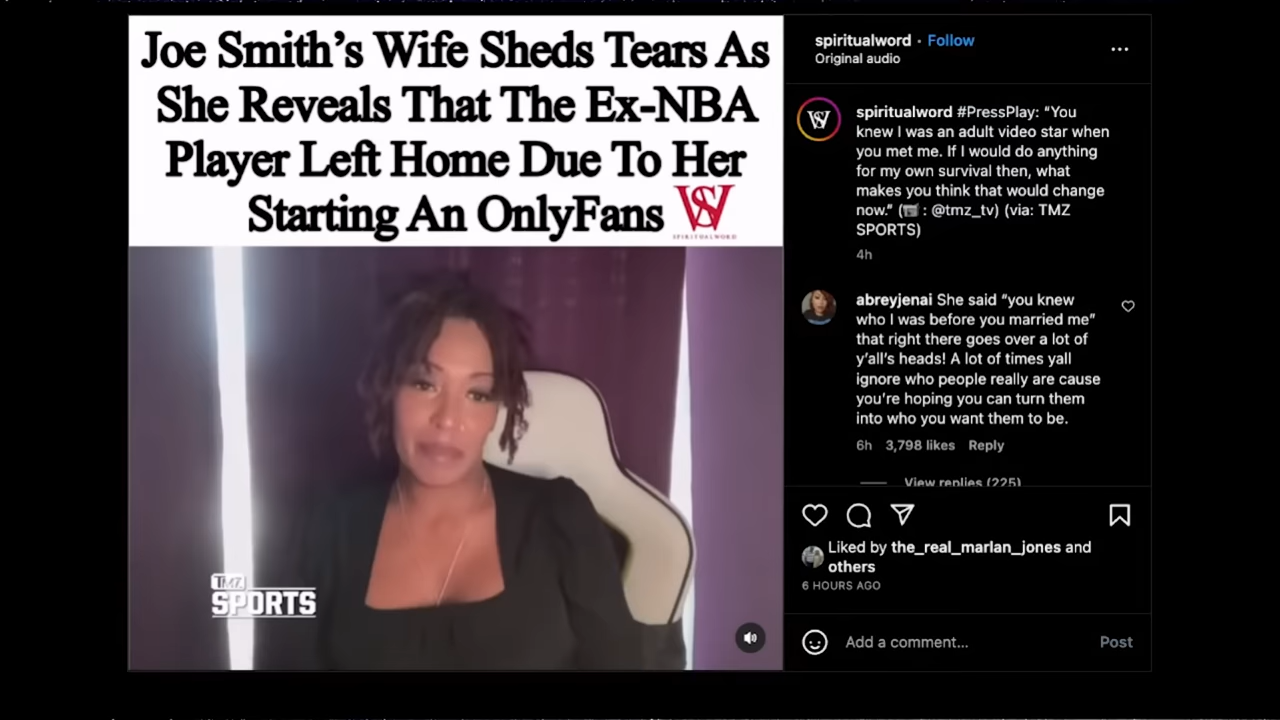 Joe Smith’s Wife Sheds Tears As
She Reveals That The Ex-NBA
Player Left Home Due To Her
Starting An OnlyFans
SPIRITUALWORD
TMZ
SPORTS
spiritualword • Follow
Original audio
spiritualword #PressPlay: “You
knew I was an adult video star when
you met me. If I would do anything
for my own survival then, what
makes you think that would change
now.” (📹: @tmz_tv) (via: TMZ
SPORTS)
4h
abreyjenai She said “you knew
who I was before you married me”
that right there goes over a lot of
y’all’s heads! A lot of times yall
ignore who people really are cause
you’re hoping you can turn them
into who you want them to be.
6h 3,798 likes Reply
View replies (225)
Liked by the_real_marlan_jones and
others
6 HOURS AGO
Add a comment... Post